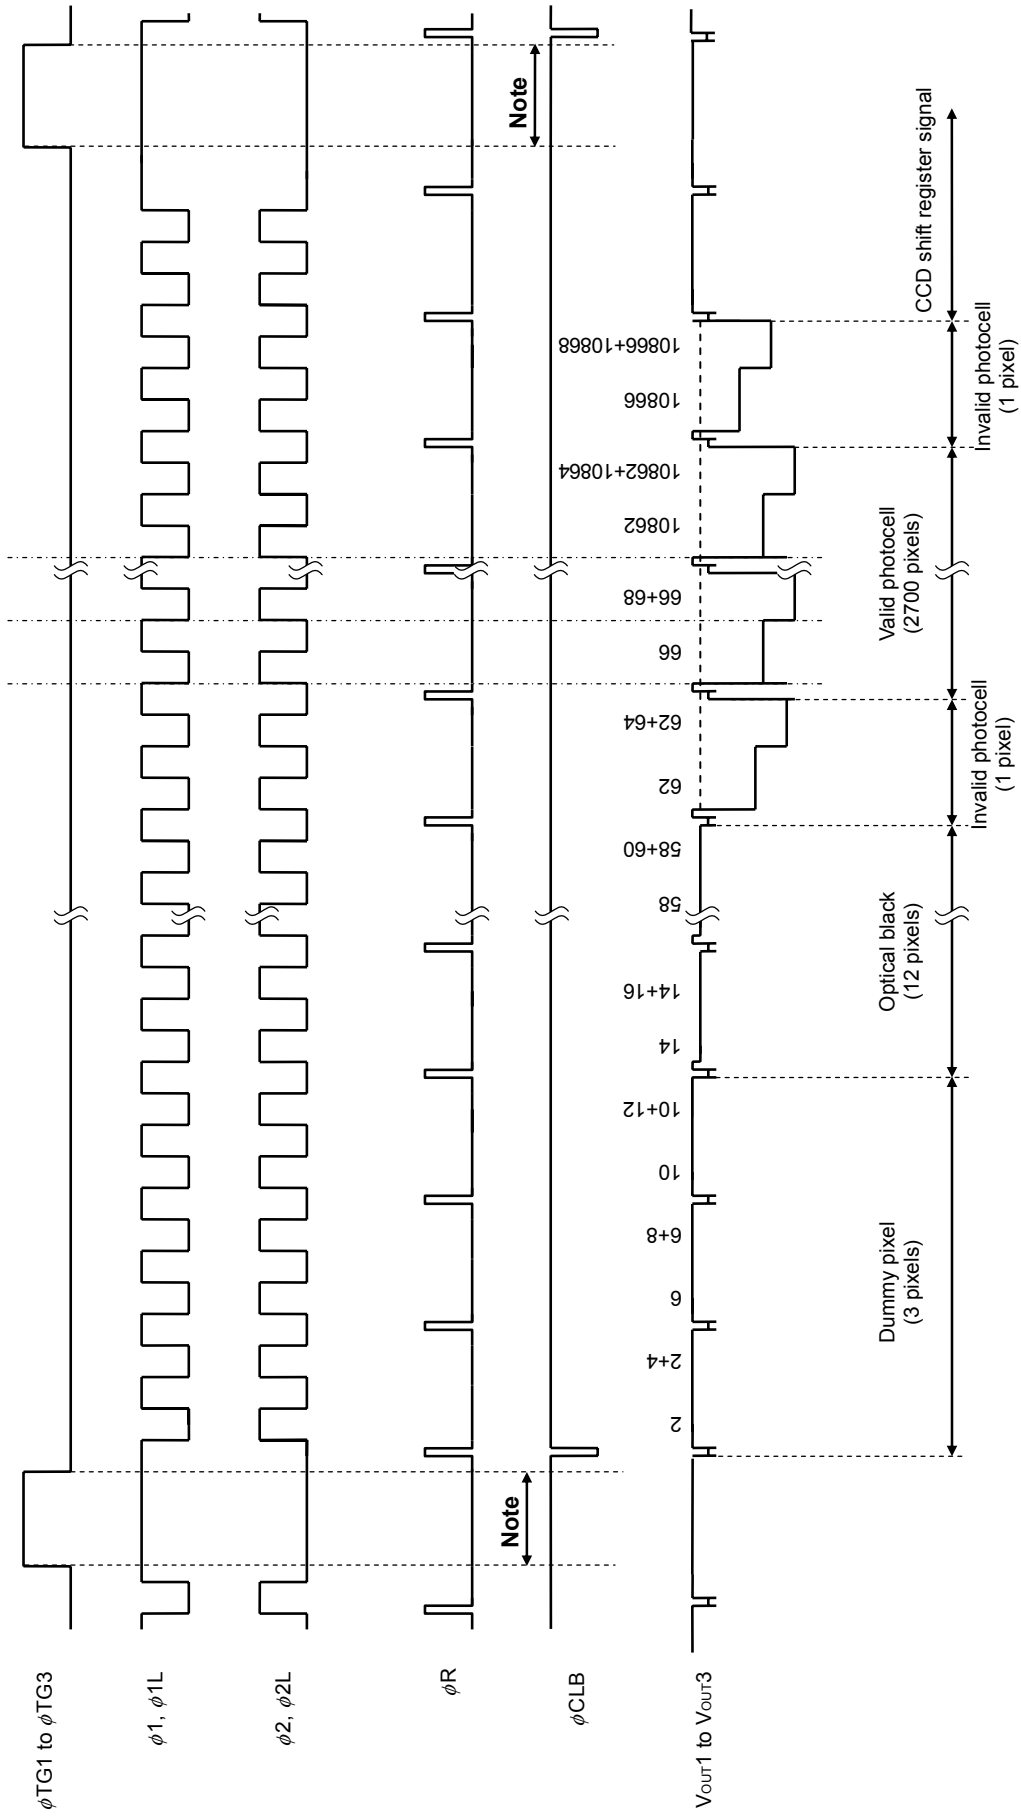 φTG1 to φTG3
φ1, φ1L
φ2, φ2L
φR
φCLB
VOUT1 to VOUT3
Note
Note
2
2+4
6
6+8
10
10+12
14
14+16
58
58+60
62
62+64
66
66+68
10862
10862+10864
10866
10866+10868
Dummy pixel
(3 pixels)
Optical black
(12 pixels)
Invalid photocell
(1 pixel)
Valid photocell
(2700 pixels)
Invalid photocell
(1 pixel)
CCD shift register signal